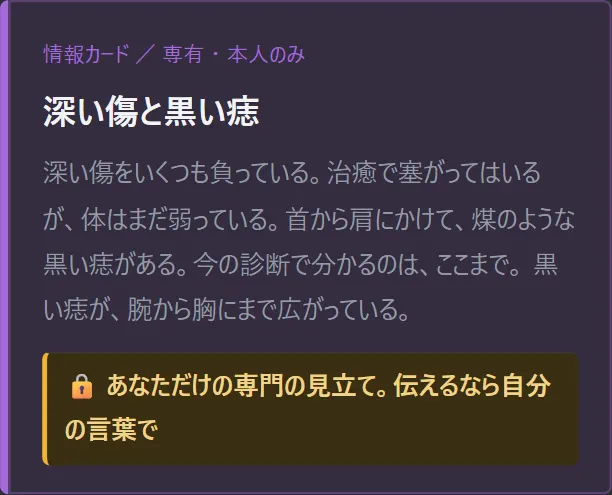 情報カード ／ 専有・本人のみ
深い傷と黒い痣
深い傷をいくつも負っている。治癒で塞がってはいる
が、体はまだ弱っている。首から肩にかけて、煤のような
黒い痣がある。今の診断で分かるのは、ここまで。 黒
い痣が、腕から胸にまで広がっている。
🔒 あなただけの専門の見立て。伝えるなら自分
の言葉で